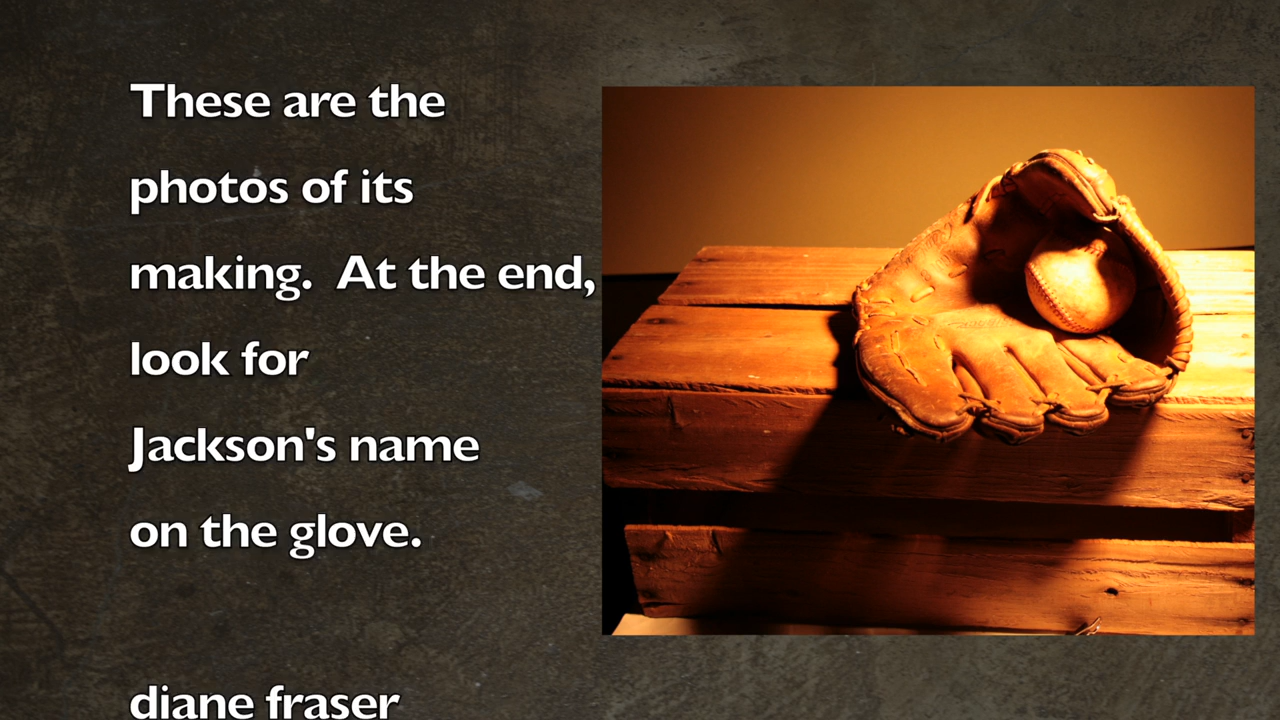 These are the
photos of its
making.  At the end,
look for
Jackson's name
on the glove.
diane fraser